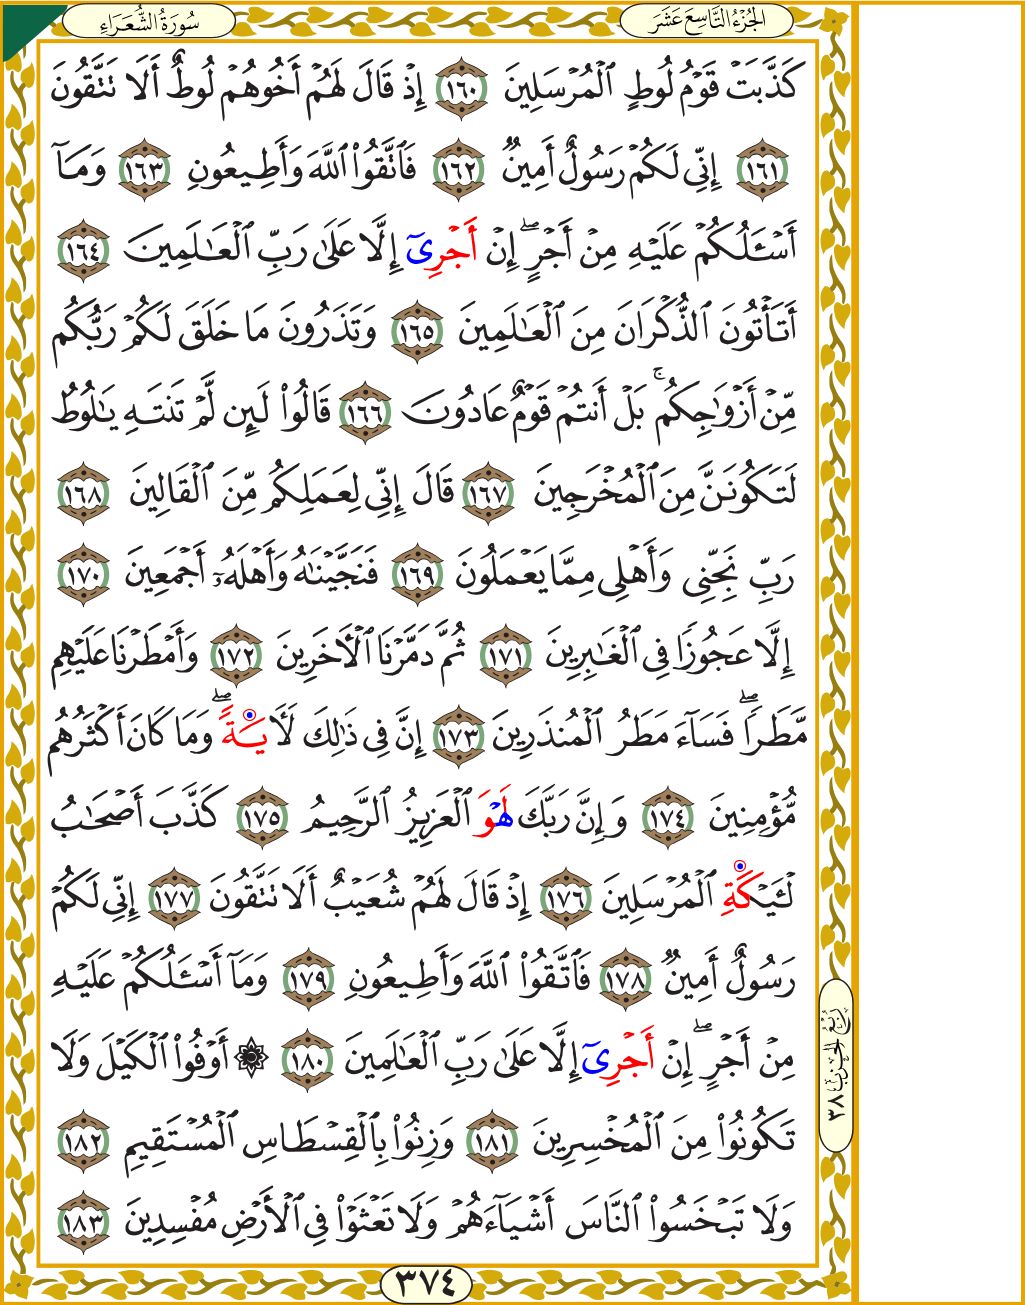 سُورَةُ الشُّعَرَاءِ
الجُزْءُ التَّاسِعَ عَشَرَ
كَذَّبَتْ قَوْمُ لُوطٍ ٱلْمُرْسَلِينَ ١٦٠ إِذْ قَالَ لَهُمْ أَخُوهُمْ لُوطٌ أَلَا تَتَّقُونَ
١٦١ إِنِّى لَكُمْ رَسُولٌ أَمِينٌ ١٦٢ فَٱتَّقُوا۟ ٱللَّهَ وَأَطِيعُونِ ١٦٣ وَمَآ
أَسْـَٔلُكُمْ عَلَيْهِ مِنْ أَجْرٍ ۖ إِنْ أَجْرِىَ إِلَّا عَلَىٰ رَبِّ ٱلْعَـٰلَمِينَ ١٦٤
أَتَأْتُونَ ٱلذُّكْرَانَ مِنَ ٱلْعَـٰلَمِينَ ١٦٥ وَتَذَرُونَ مَا خَلَقَ لَكُمْ رَبُّكُم
مِّنْ أَزْوَٰجِكُم ۚ بَلْ أَنتُمْ قَوْمٌ عَادُونَ ١٦٦ قَالُوا۟ لَئِن لَّمْ تَنتَهِ يَـٰلُوطُ
لَتَكُونَنَّ مِنَ ٱلْمُخْرَجِينَ ١٦٧ قَالَ إِنِّى لِعَمَلِكُم مِّنَ ٱلْقَالِينَ ١٦٨
رَبِّ نَجِّنِى وَأَهْلِى مِمَّا يَعْمَلُونَ ١٦٩ فَنَجَّيْنَـٰهُ وَأَهْلَهُۥٓ أَجْمَعِينَ ١٧٠
إِلَّا عَجُوزًا فِى ٱلْغَـٰبِرِينَ ١٧١ ثُمَّ دَمَّرْنَا ٱلْـَٔاخَرِينَ ١٧٢ وَأَمْطَرْنَا عَلَيْهِم
مَّطَرًا ۖ فَسَآءَ مَطَرُ ٱلْمُنذَرِينَ ١٧٣ إِنَّ فِى ذَٰلِكَ لَـَٔايَةً ۖ وَمَا كَانَ أَكْثَرُهُم
مُّؤْمِنِينَ ١٧٤ وَإِنَّ رَبَّكَ لَهْوَ ٱلْعَزِيزُ ٱلرَّحِيمُ ١٧٥ كَذَّبَ أَصْحَـٰبُ
لْـَٔيْكَةِ ٱلْمُرْسَلِينَ ١٧٦ إِذْ قَالَ لَهُمْ شُعَيْبٌ أَلَا تَتَّقُونَ ١٧٧ إِنِّى لَكُمْ
رَسُولٌ أَمِينٌ ١٧٨ فَٱتَّقُوا۟ ٱللَّهَ وَأَطِيعُونِ ١٧٩ وَمَآ أَسْـَٔلُكُمْ عَلَيْهِ
مِنْ أَجْرٍ ۖ إِنْ أَجْرِىَ إِلَّا عَلَىٰ رَبِّ ٱلْعَـٰلَمِينَ ١٨٠ ۞ أَوْفُوا۟ ٱلْكَيْلَ وَلَا
تَكُونُوا۟ مِنَ ٱلْمُخْسِرِينَ ١٨١ وَزِنُوا۟ بِٱلْقِسْطَاسِ ٱلْمُسْتَقِيمِ ١٨٢
وَلَا تَبْخَسُوا۟ ٱلنَّاسَ أَشْيَآءَهُمْ وَلَا تَعْثَوْا۟ فِى ٱلْأَرْضِ مُفْسِدِينَ ١٨٣
رُبْعُ الْحِزْبِ ٣٨
٣٧٤